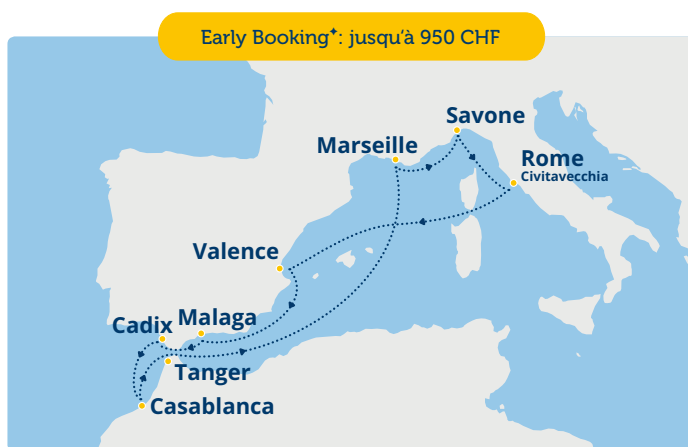 Early Booking✦: jusqu'à 950 CHF
Savone
Marseille
Rome
Civitavecchia
Valence
Malaga
Cadix
Tanger
Casablanca